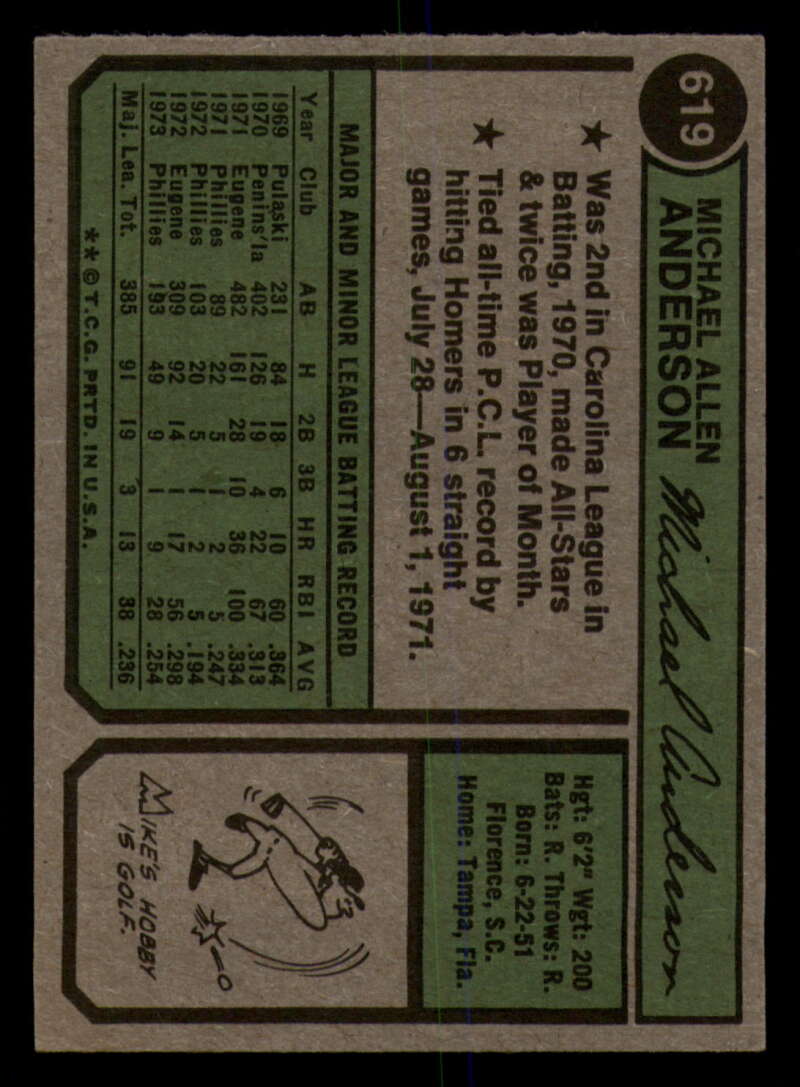 619
MICHAEL ALLEN
ANDERSON
Michael Anderson
★ Was 2nd in Carolina League in
Batting, 1970, made All-Stars
& twice was Player of Month.
★ Tied all-time P.C.L. record by
hitting Homers in 6 straight
games, July 28—August 1, 1971.
MAJOR AND MINOR LEAGUE BATTING RECORD
Year Club AB H 2B 3B HR RBI AVG
1969 Pulaski 231 84 18 6 10 60 .364
1970 Penins'la 402 126 19 4 22 67 .313
1971 Eugene 482 161 28 10 36 100 .334
1971 Phillies 89 22 5 1 2 5 .247
1972 Phillies 103 20 5 1 2 5 .194
1972 Eugene 309 92 14 1 17 56 .298
1973 Phillies 193 49 9 1 9 28 .254
Maj. Lea. Tot. 385 91 19 3 13 38 .236
**©T.C.G. PRTD. IN U.S.A.
Hgt: 6'2" Wgt: 200
Bats: R. Throws: R.
Born: 6-22-51
Florence, S.C.
Home: Tampa, Fla.
MIKE'S HOBBY
IS GOLF.